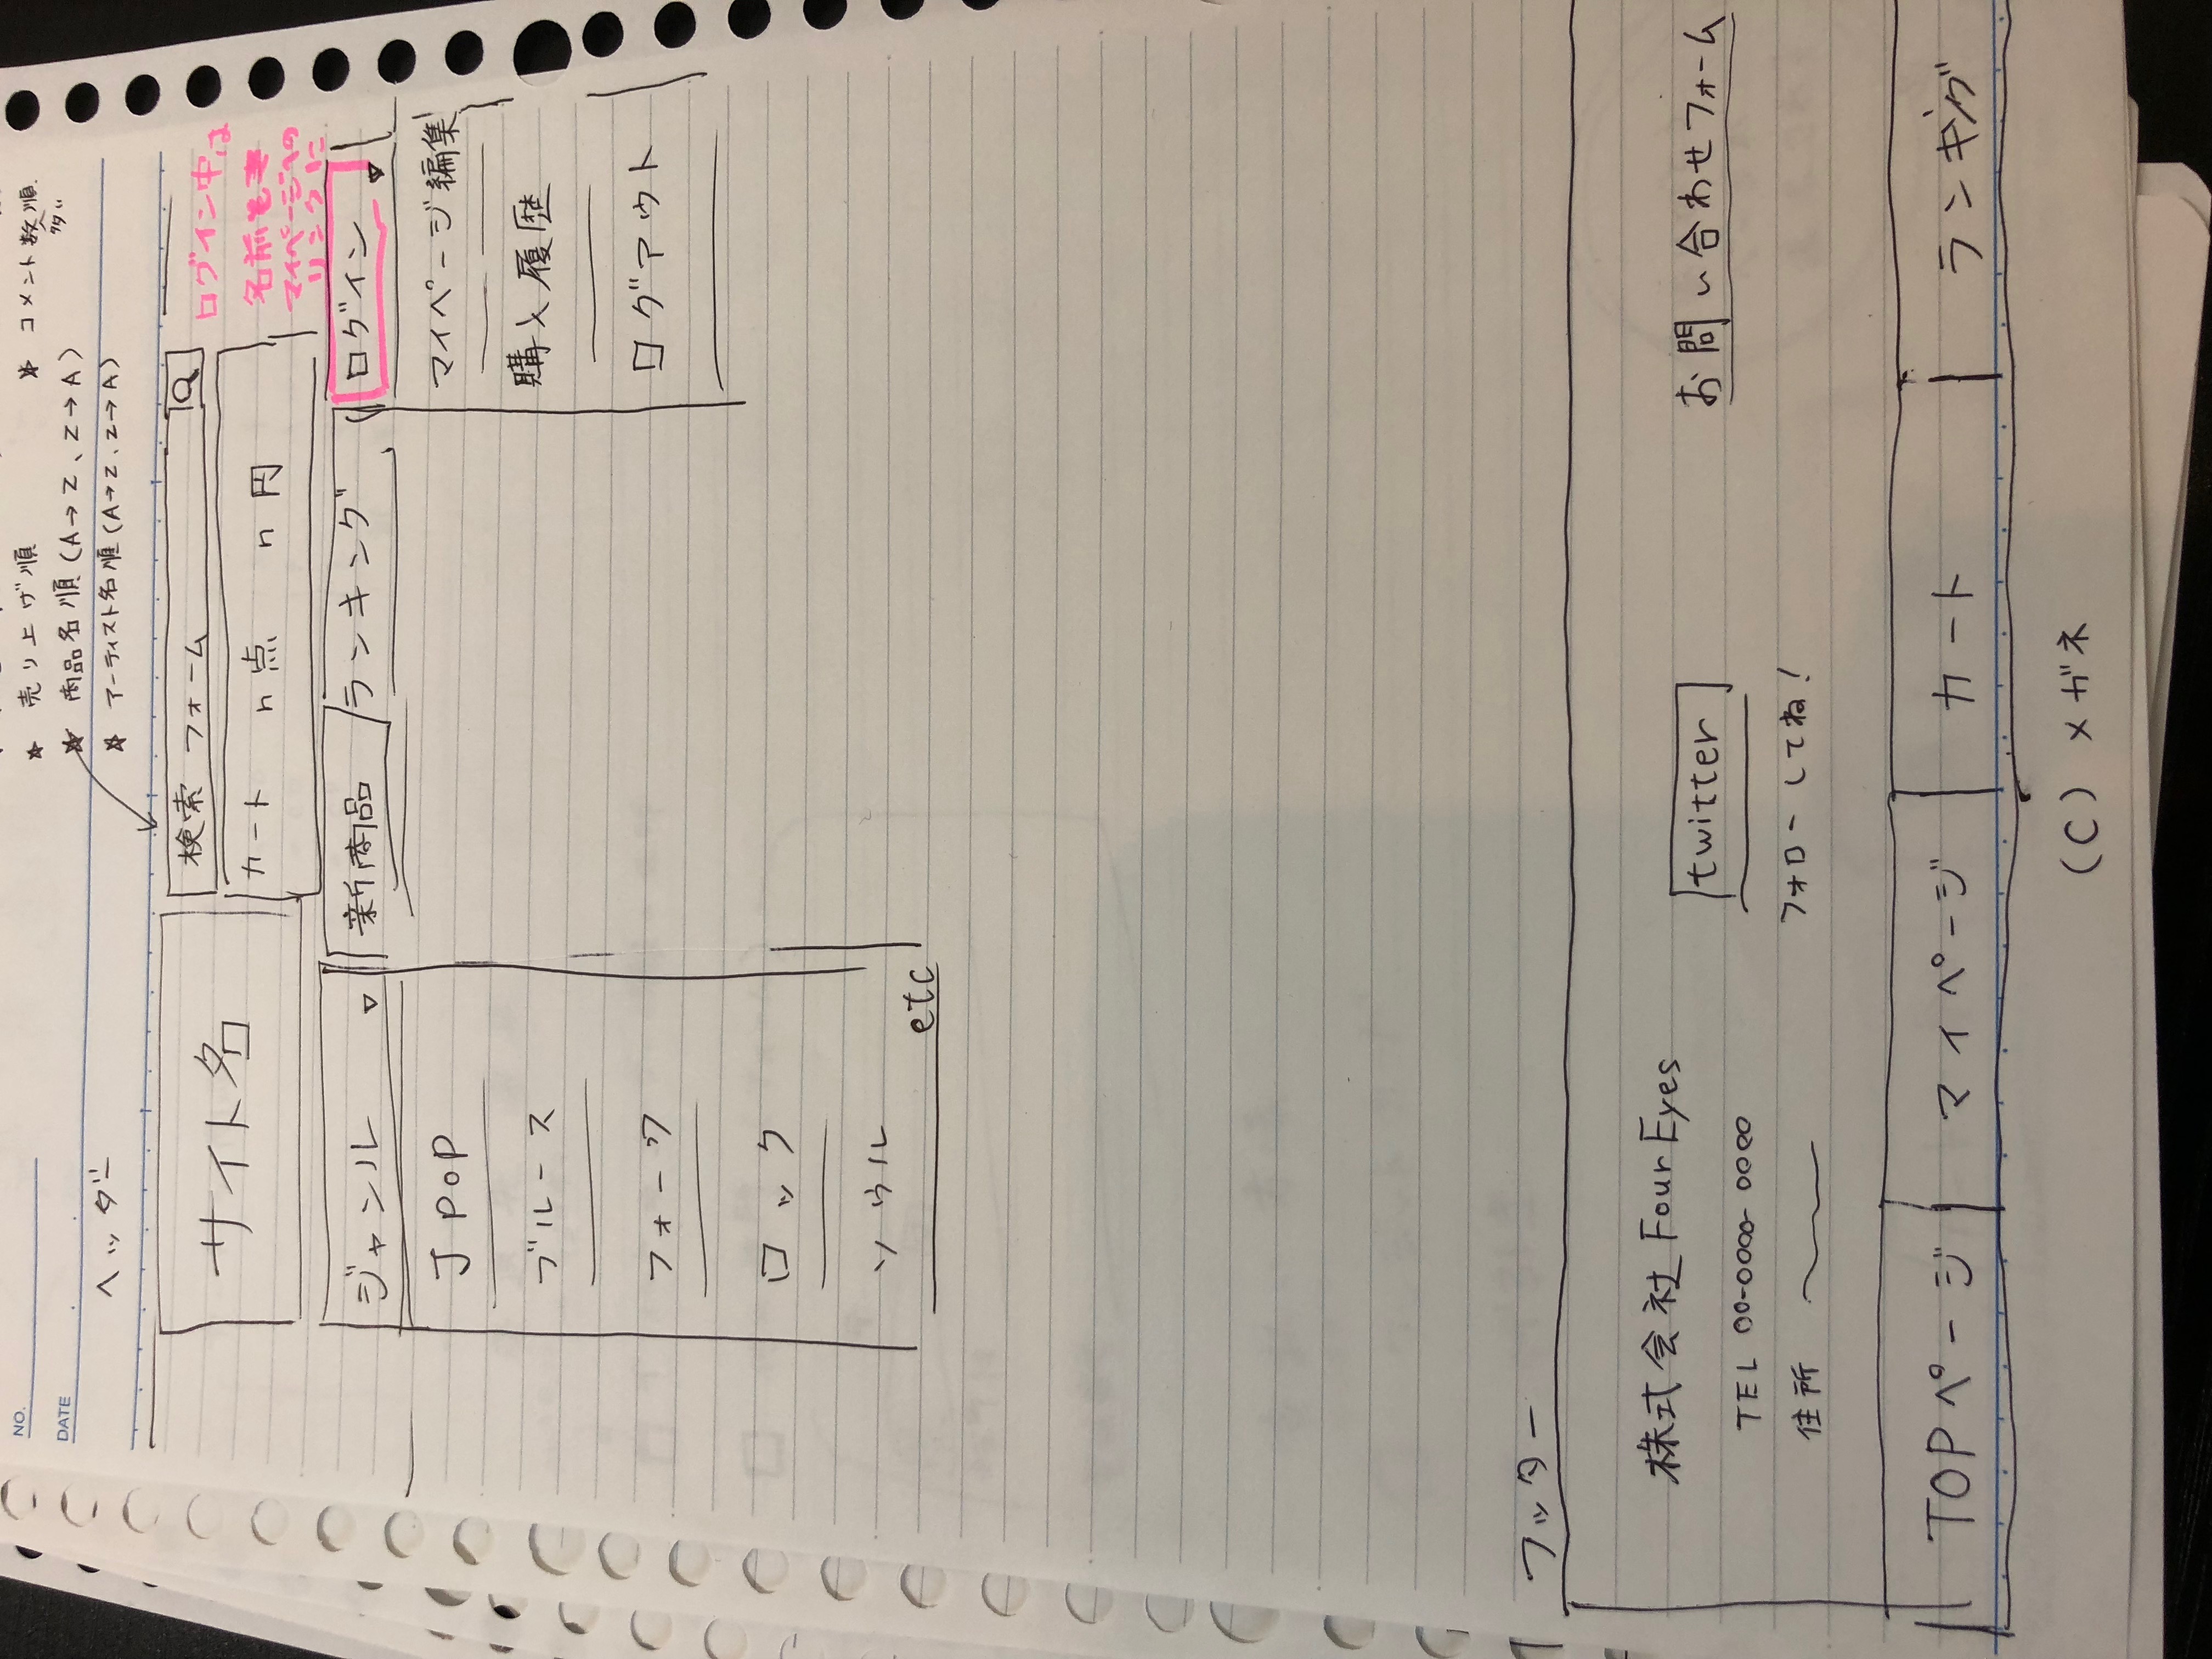 NO.
DATE
★ 売り上げ順
★ コメント数順
多い
★ 商品名順(A→Z、Z→A)
★ アーティスト名順(A→Z、Z→A)
ヘッダー
サイト名
検索 フォーム
カート n点 n円
ログイン中は
名前を
マイページへの
リンクに
ジャンル ▽ 新商品 ランキング ログイン ▽
J POP
ブルース
フォーク
ロック
ソウル
etc
マイページ編集
購入履歴
ログアウト
フッター
株式会社 Four Eyes
TEL 00-0000-0000
住所
twitter
フォローしてね!
お問い合わせフォーム
TOPページ マイページ カート ランキング
(C) メガネ